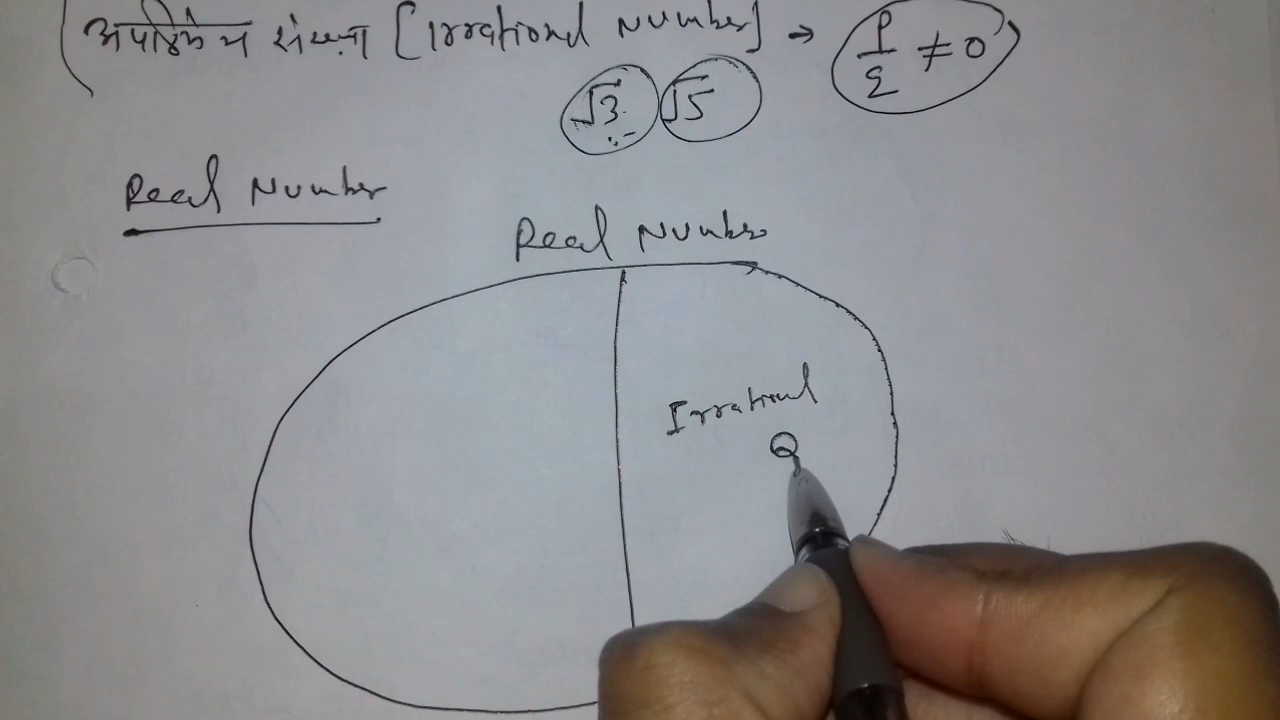 अपरिमेय संख्या [Irrational Number] → p/q ≠ 0
√3 √5
Real Number
Real Number
Irrational
Q